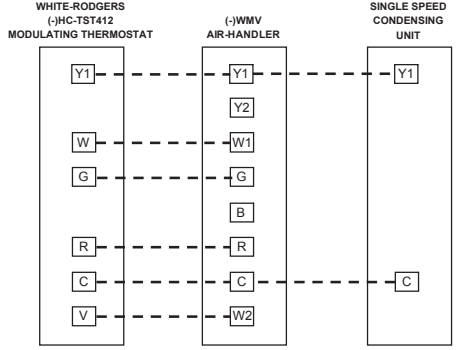 WHITE-RODGERS
(-)HC-TST412
MODULATING THERMOSTAT
(-)WMV
AIR-HANDLER
SINGLE SPEED
CONDENSING
UNIT
Y1 Y1 Y1
Y2
W W1
G G
B
R R
C C C
V W2